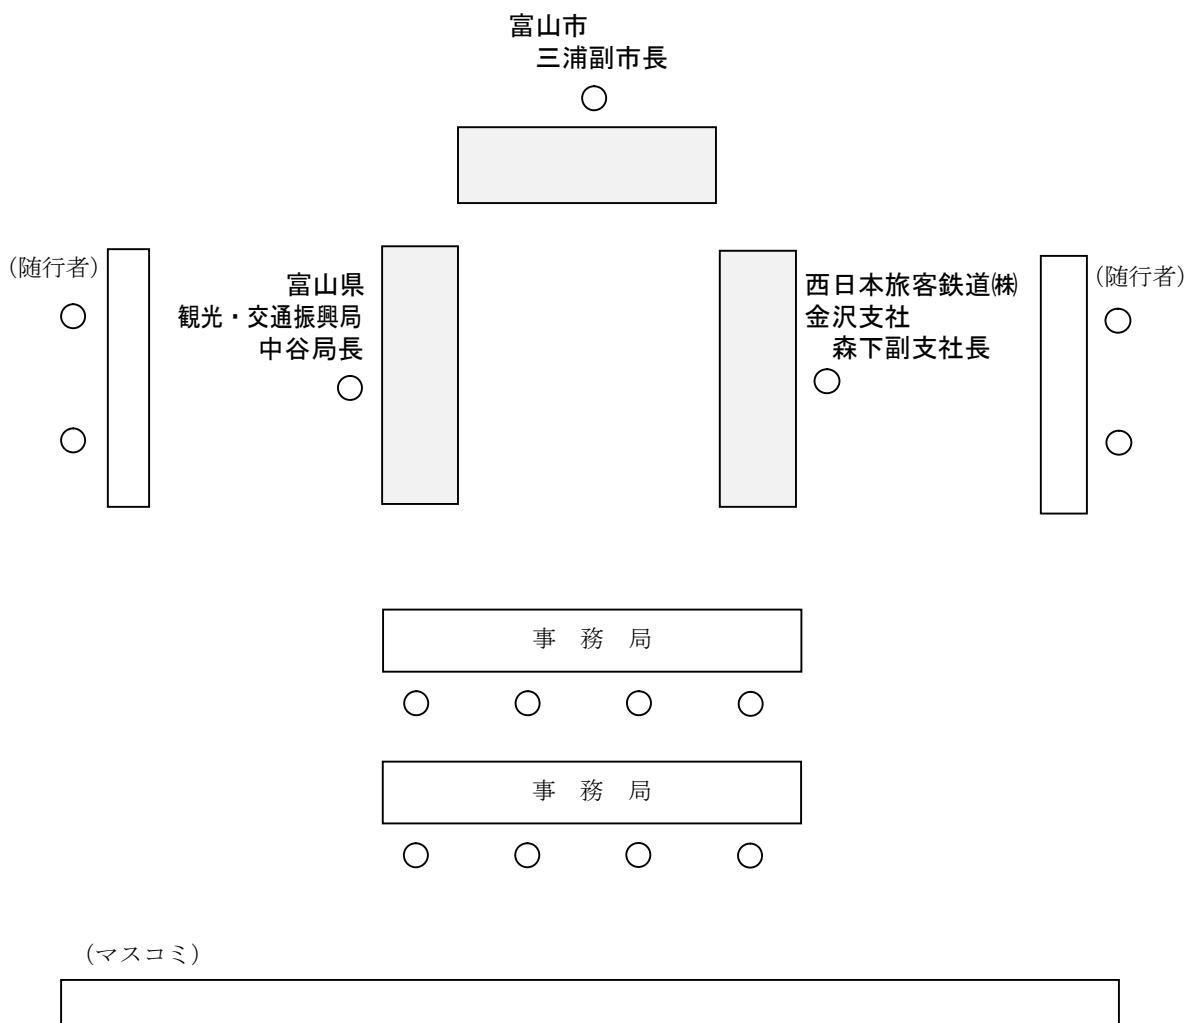 富山市
三浦副市長
(随行者)
富山県
観光・交通振興局
中谷局長
西日本旅客鉄道㈱
金沢支社
森下副支社長
(随行者)
事 務 局
事 務 局
(マスコミ)